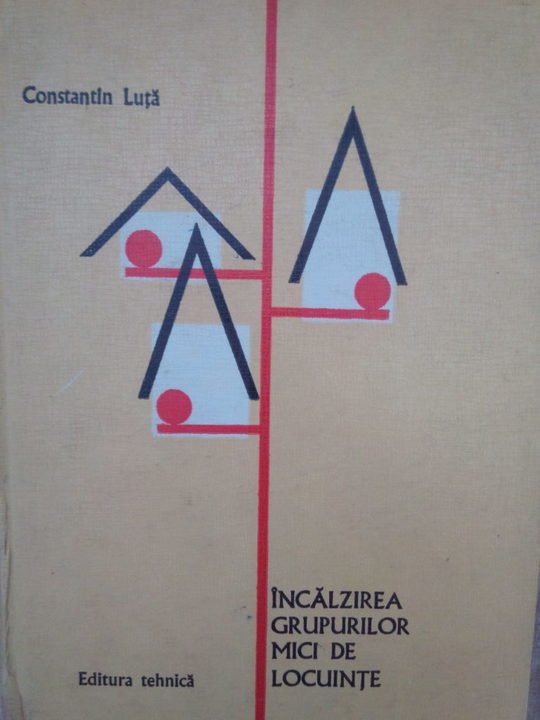 Constantin Luță
ÎNCĂLZIREA
GRUPURILOR
MICI DE
LOCUINȚE
Editura tehnică